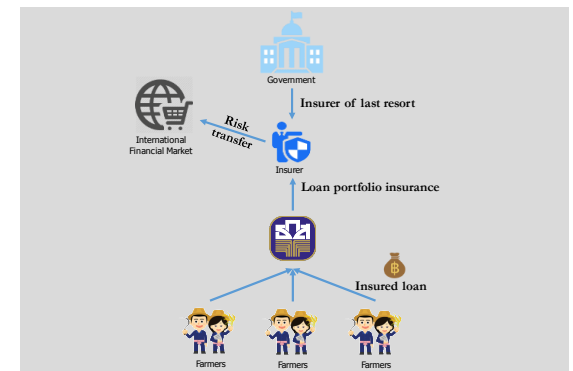 Government
Insurer of last resort
Risk
transfer
International
Financial Market
Insurer
Loan portfolio insurance
฿
Insured loan
Farmers
Farmers
Farmers